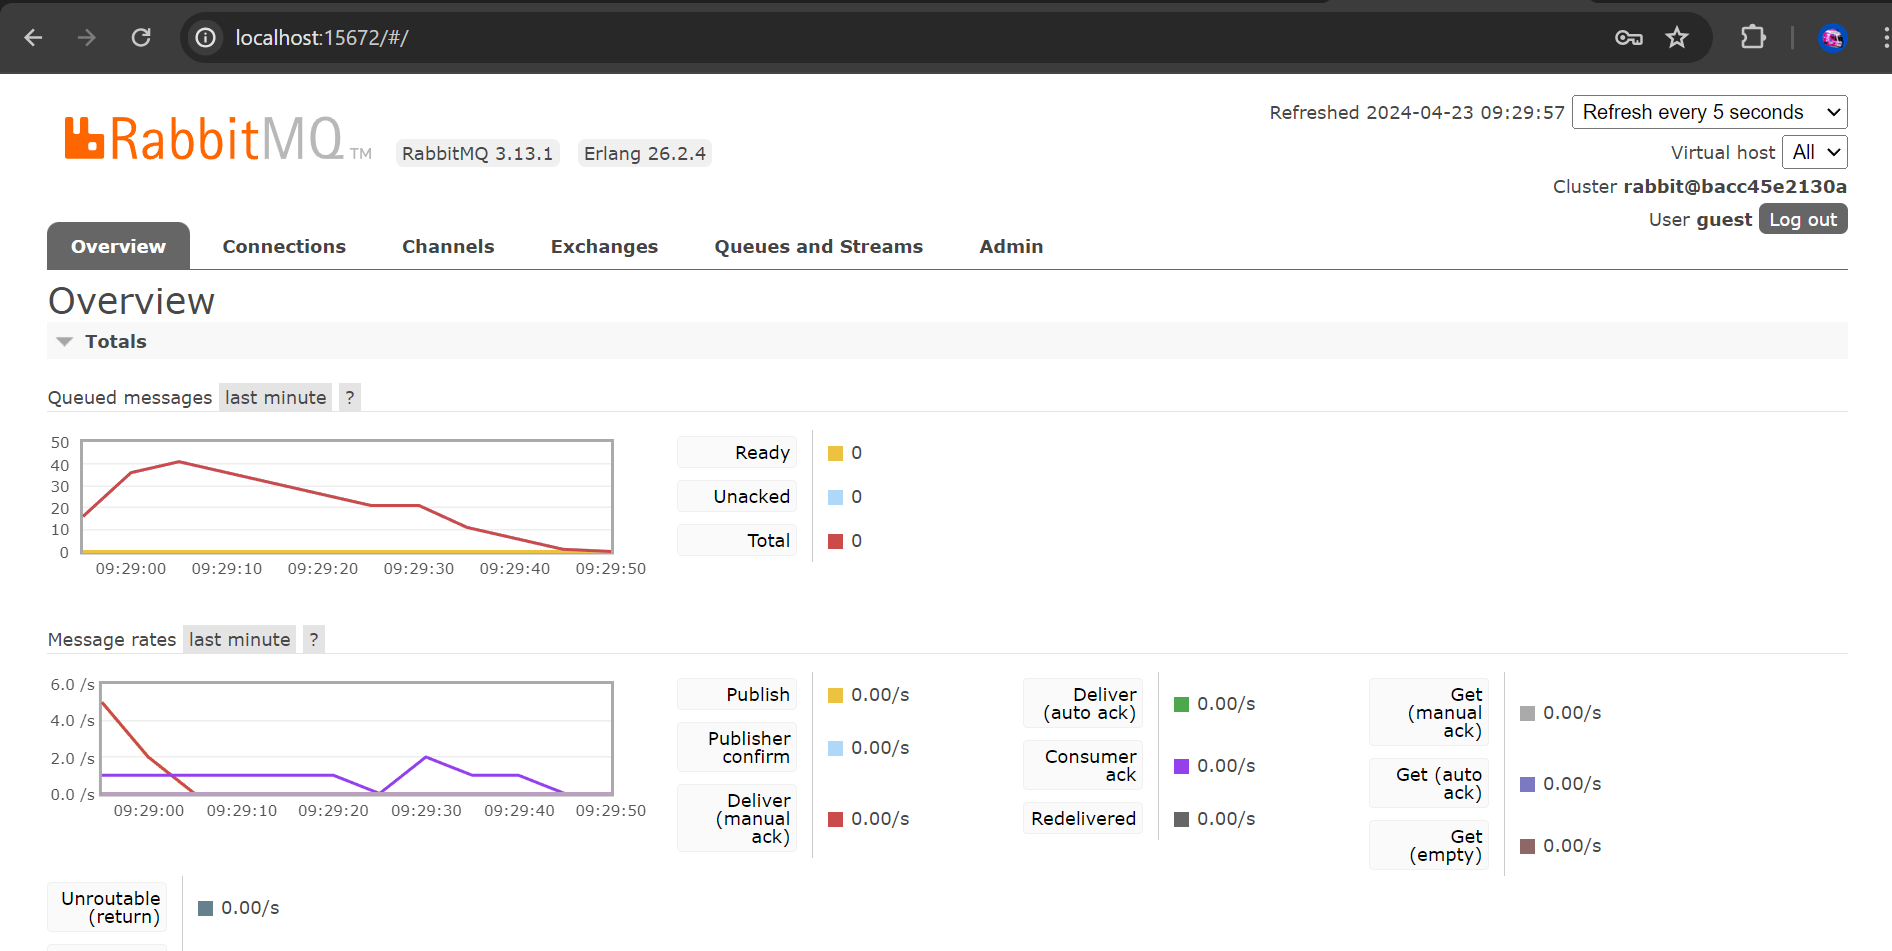 localhost:15672/#/
RabbitMQ TM
RabbitMQ 3.13.1 Erlang 26.2.4
Refreshed 2024-04-23 09:29:57 Refresh every 5 seconds
Virtual host All
Cluster rabbit@bacc45e2130a
User guest Log out
Overview Connections Channels Exchanges Queues and Streams Admin
Overview
Totals
Queued messages last minute ?
50
40
30
20
10
0
09:29:00 09:29:10 09:29:20 09:29:30 09:29:40 09:29:50
Ready 0
Unacked 0
Total 0
Message rates last minute ?
6.0 /s
4.0 /s
2.0 /s
0.0 /s
09:29:00 09:29:10 09:29:20 09:29:30 09:29:40 09:29:50
Publish 0.00/s
Publisher
confirm 0.00/s
Deliver
(manual
ack) 0.00/s
Deliver
(auto ack) 0.00/s
Consumer
ack 0.00/s
Redelivered 0.00/s
Get
(manual
ack) 0.00/s
Get (auto
ack) 0.00/s
Get
(empty) 0.00/s
Unroutable
(return) 0.00/s